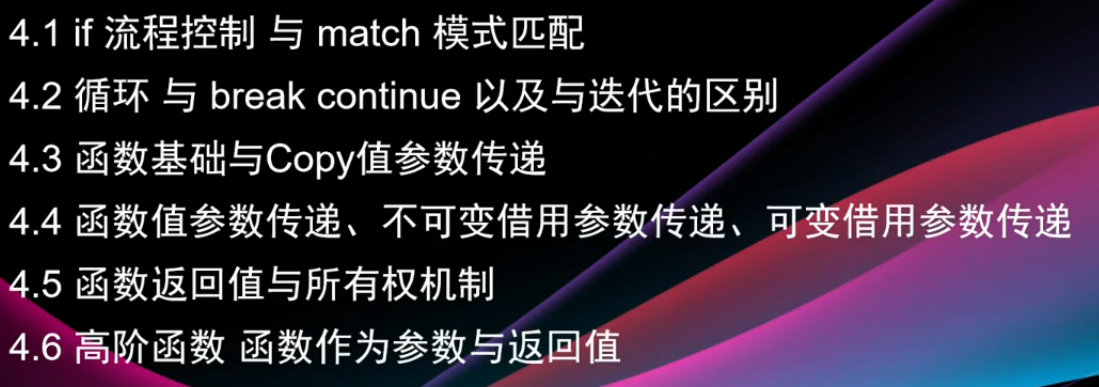 4.1 if 流程控制 与 match 模式匹配
4.2 循环 与 break continue 以及与迭代的区别
4.3 函数基础与Copy值参数传递
4.4 函数值参数传递、不可变借用参数传递、可变借用参数传递
4.5 函数返回值与所有权机制
4.6 高阶函数 函数作为参数与返回值